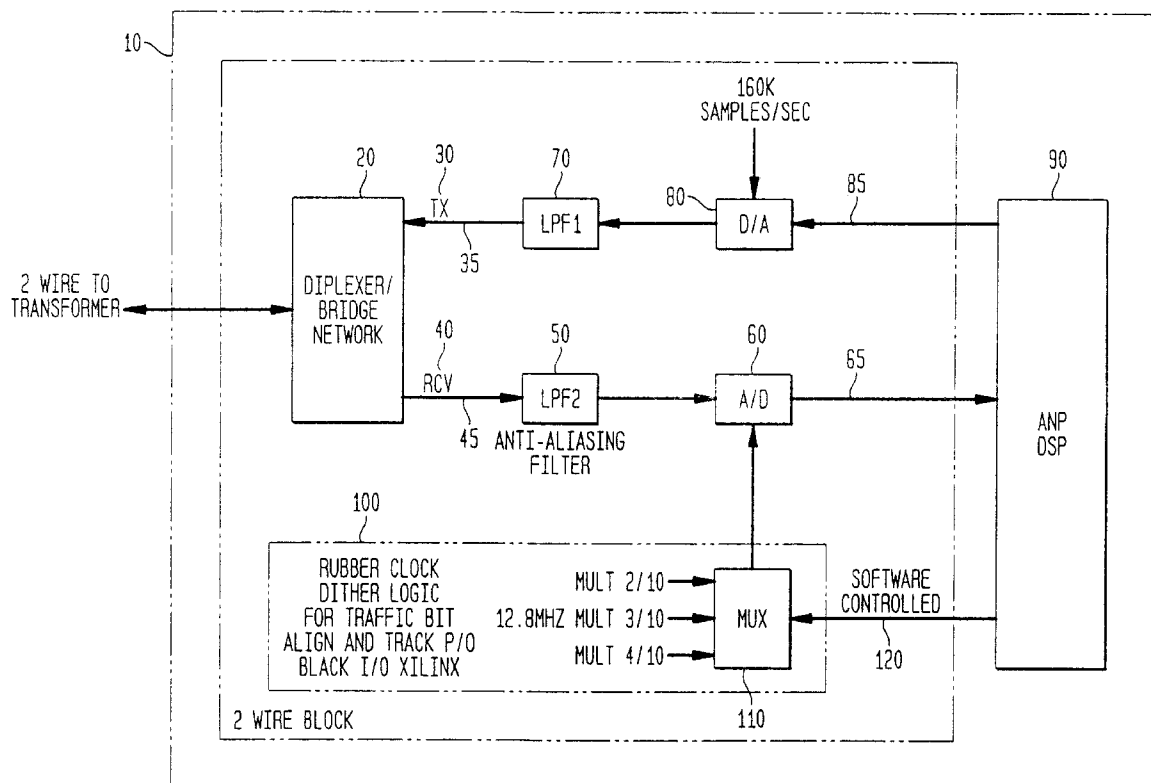 10
160K
SAMPLES/SEC
20
30
70
80
85
90
TX
LPF1
D/A
35
2 WIRE TO
TRANSFORMER
DIPLEXER/
BRIDGE
NETWORK
40
50
60
65
RCV
LPF2
A/D
45
ANTI-ALIASING
FILTER
ANP
DSP
100
RUBBER CLOCK
DITHER LOGIC
FOR TRAFFIC BIT
ALIGN AND TRACK P/O
BLACK I/O XILINX
MULT 2/10
12.8MHZ MULT 3/10
MULT 4/10
MUX
SOFTWARE
CONTROLLED
120
110
2 WIRE BLOCK